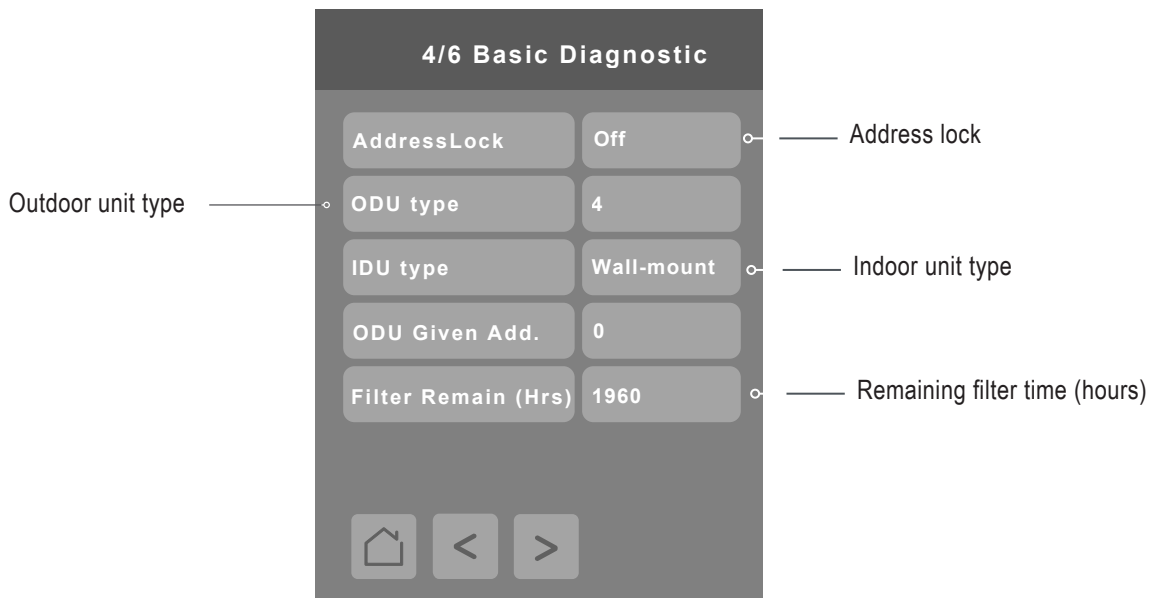 4/6 Basic Diagnostic
AddressLock Off
Address lock
Outdoor unit type
ODU type 4
IDU type Wall-mount
Indoor unit type
ODU Given Add. 0
Filter Remain (Hrs) 1960
Remaining filter time (hours)
< >